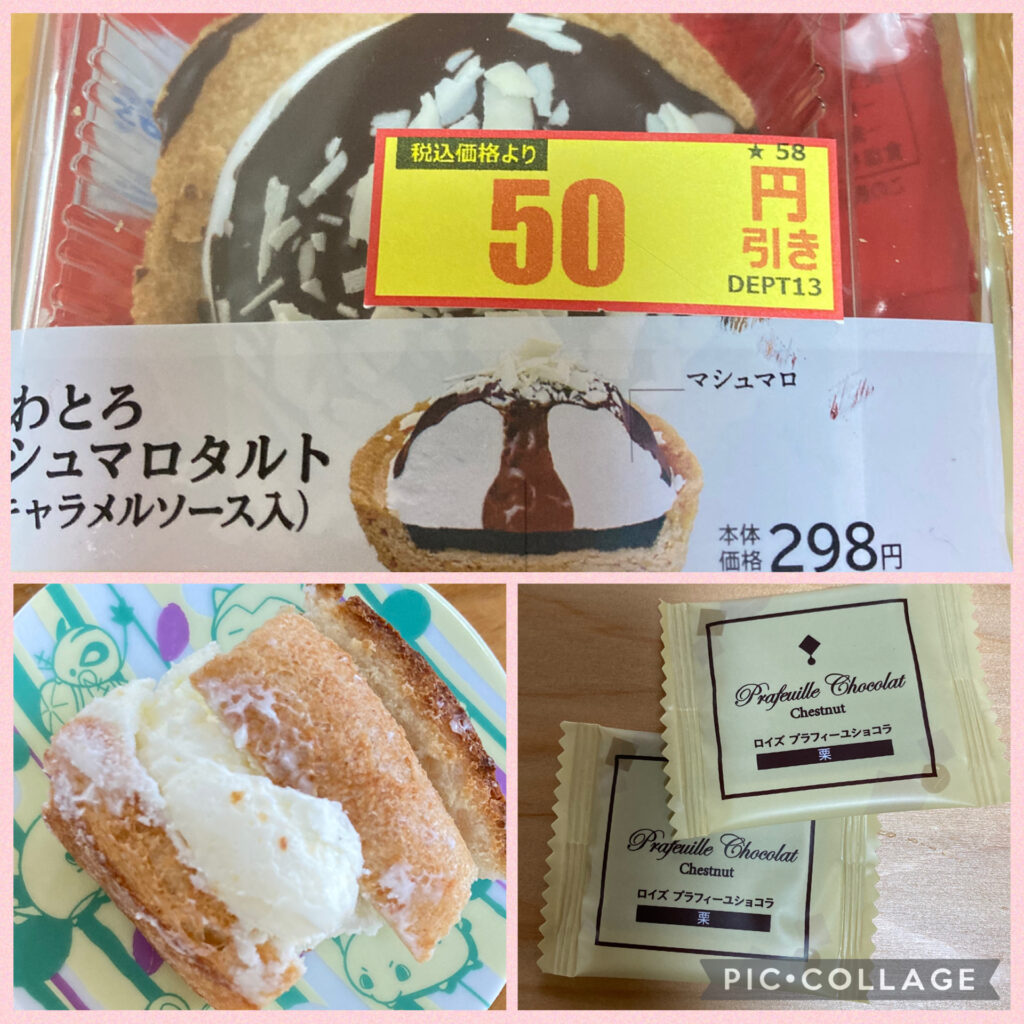 税込価格より
★ 58
50
円
引き
DEPT13
マシュマロ
わとろ
シュマロタルト
キャラメルソース入)
本体
価格 298円
Prafeuille Chocolat
Chestnut
ロイズ プラフィーユショコラ
栗
Prafeuille Chocolat
Chestnut
ロイズ プラフィーユショコラ
栗
PIC•COLLAGE